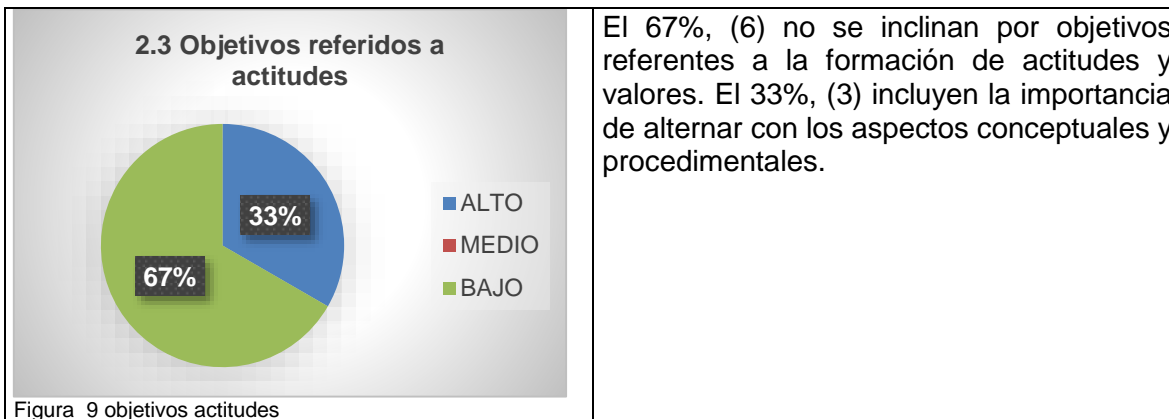 2.3 Objetivos referidos a
actitudes
33%
67%
ALTO
MEDIO
BAJO
Figura  9 objetivos actitudes
El 67%, (6) no se inclinan por objetivos
referentes a la formación de actitudes y
valores. El 33%, (3) incluyen la importancia
de alternar con los aspectos conceptuales y
procedimentales.